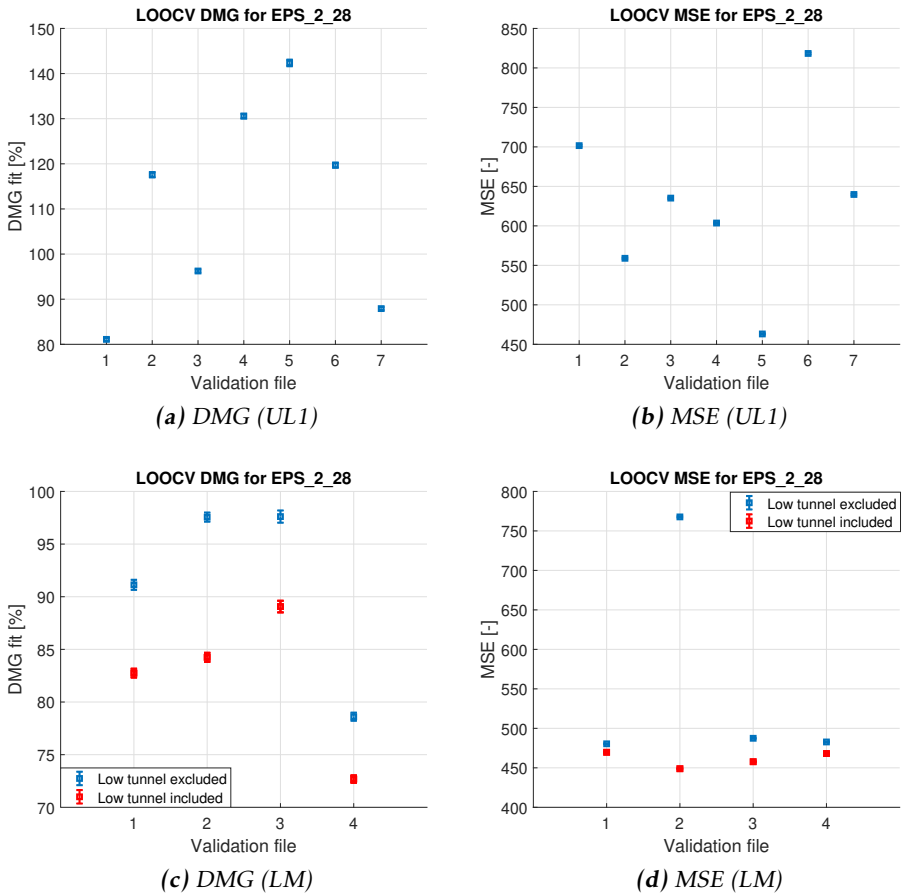 LOOCV DMG for EPS_2_28
150
140
130
120
110
100
90
80
DMG fit [%]
1 2 3 4 5 6 7
Validation file
(a) DMG (UL1)
LOOCV MSE for EPS_2_28
850
800
750
700
650
600
550
500
450
MSE [-]
1 2 3 4 5 6 7
Validation file
(b) MSE (UL1)
LOOCV DMG for EPS_2_28
100
95
90
85
80
75
70
DMG fit [%]
Low tunnel excluded
Low tunnel included
1 2 3 4
Validation file
(c) DMG (LM)
LOOCV MSE for EPS_2_28
800
750
700
650
600
550
500
450
400
MSE [-]
Low tunnel excluded
Low tunnel included
1 2 3 4
Validation file
(d) MSE (LM)